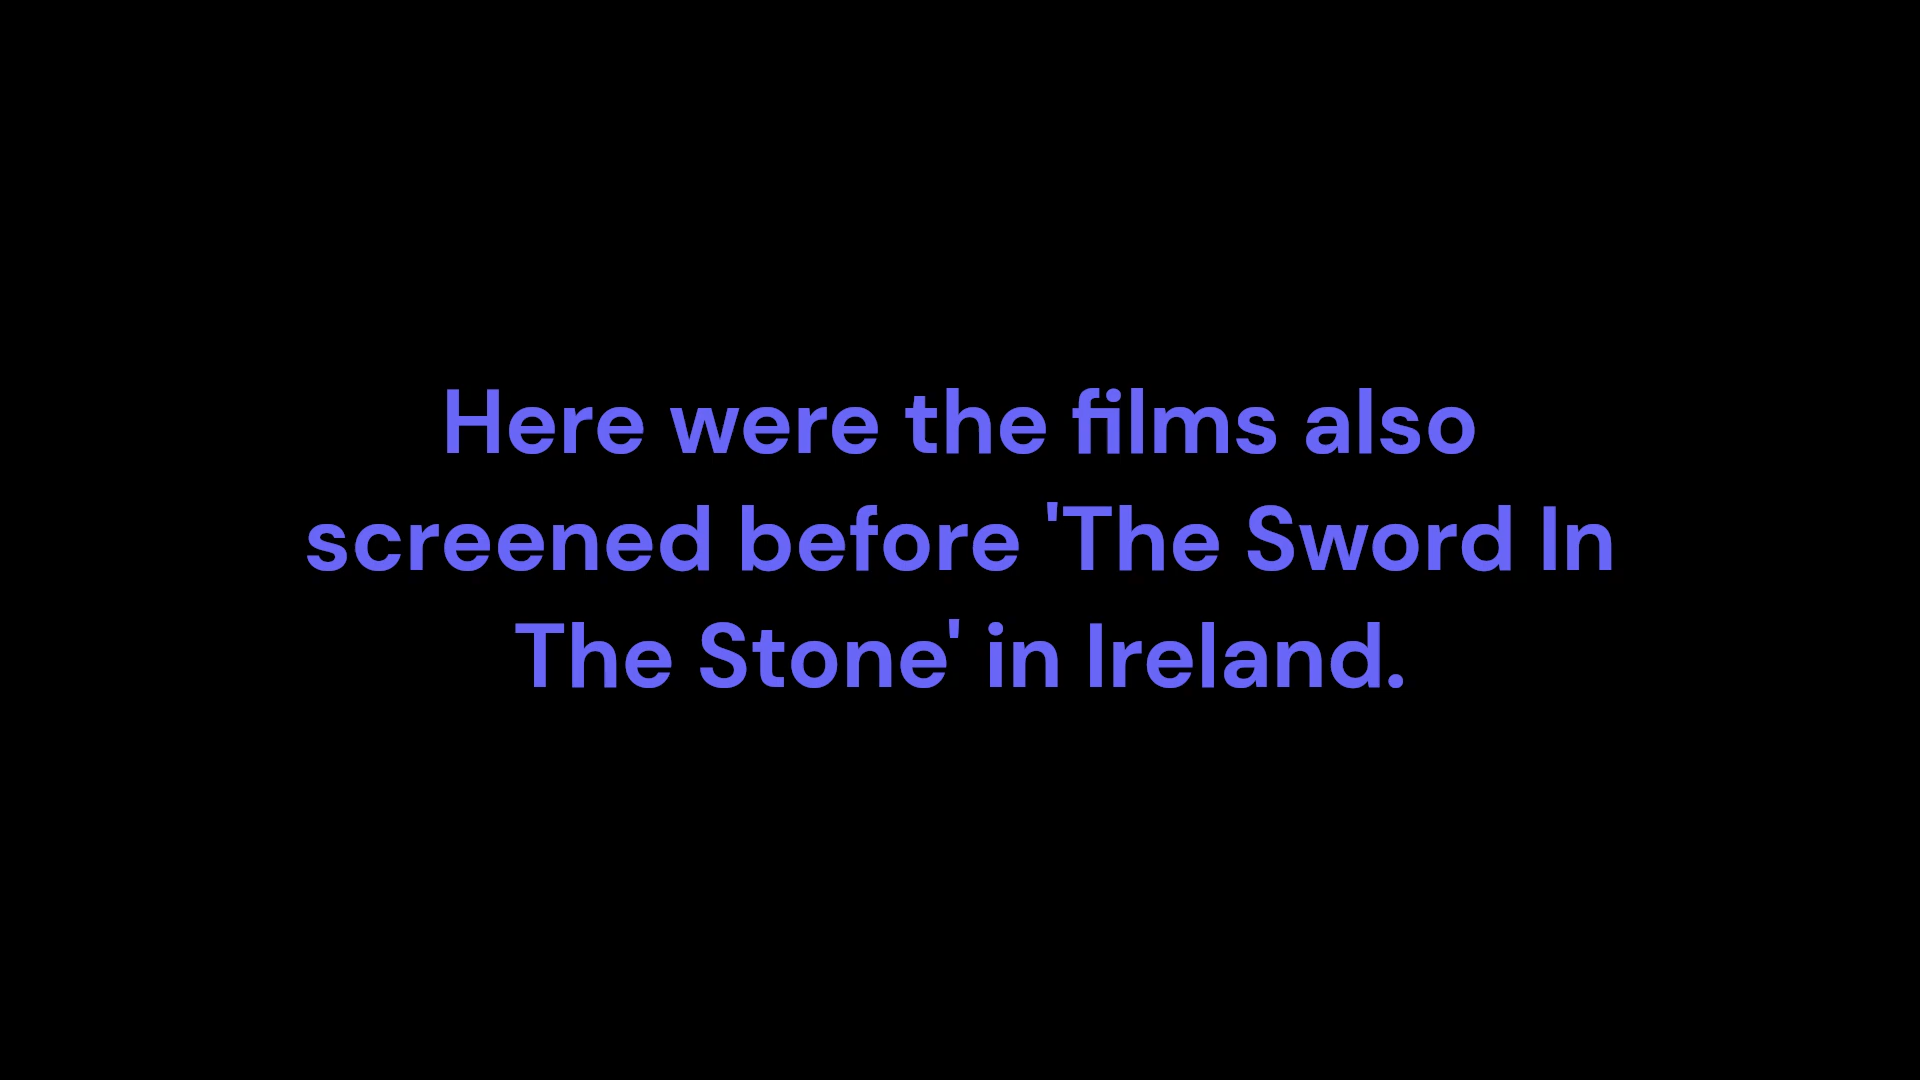 Here were the films also
screened before 'The Sword In
The Stone' in Ireland.